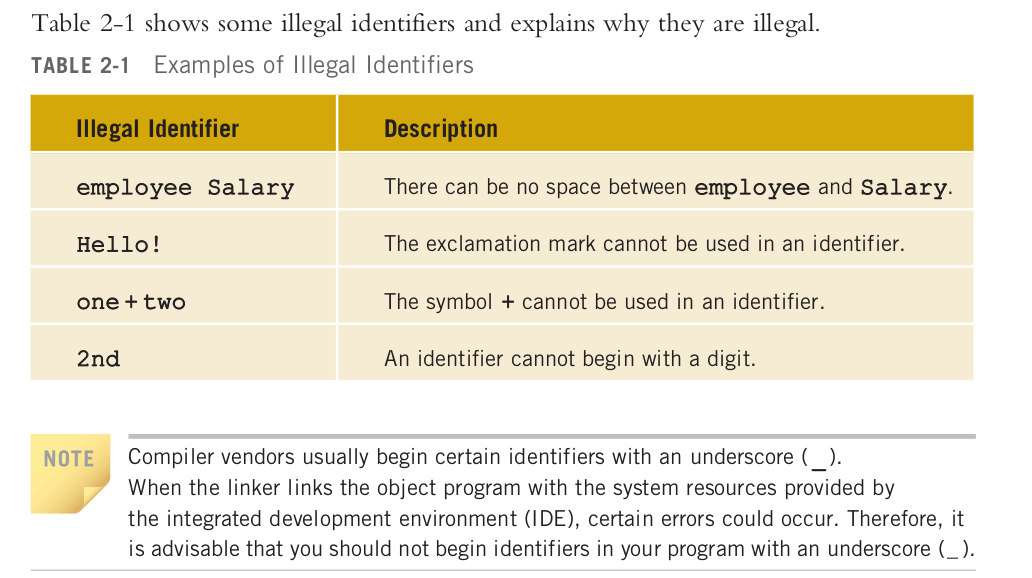 Table 2-1 shows some illegal identifiers and explains why they are illegal.
TABLE 2-1 Examples of Illegal Identifiers
Illegal Identifier Description
employee Salary There can be no space between employee and Salary.
Hello! The exclamation mark cannot be used in an identifier.
one+two The symbol + cannot be used in an identifier.
2nd An identifier cannot begin with a digit.
NOTE Compiler vendors usually begin certain identifiers with an underscore (_).
When the linker links the object program with the system resources provided by
the integrated development environment (IDE), certain errors could occur. Therefore, it
is advisable that you should not begin identifiers in your program with an underscore (_).